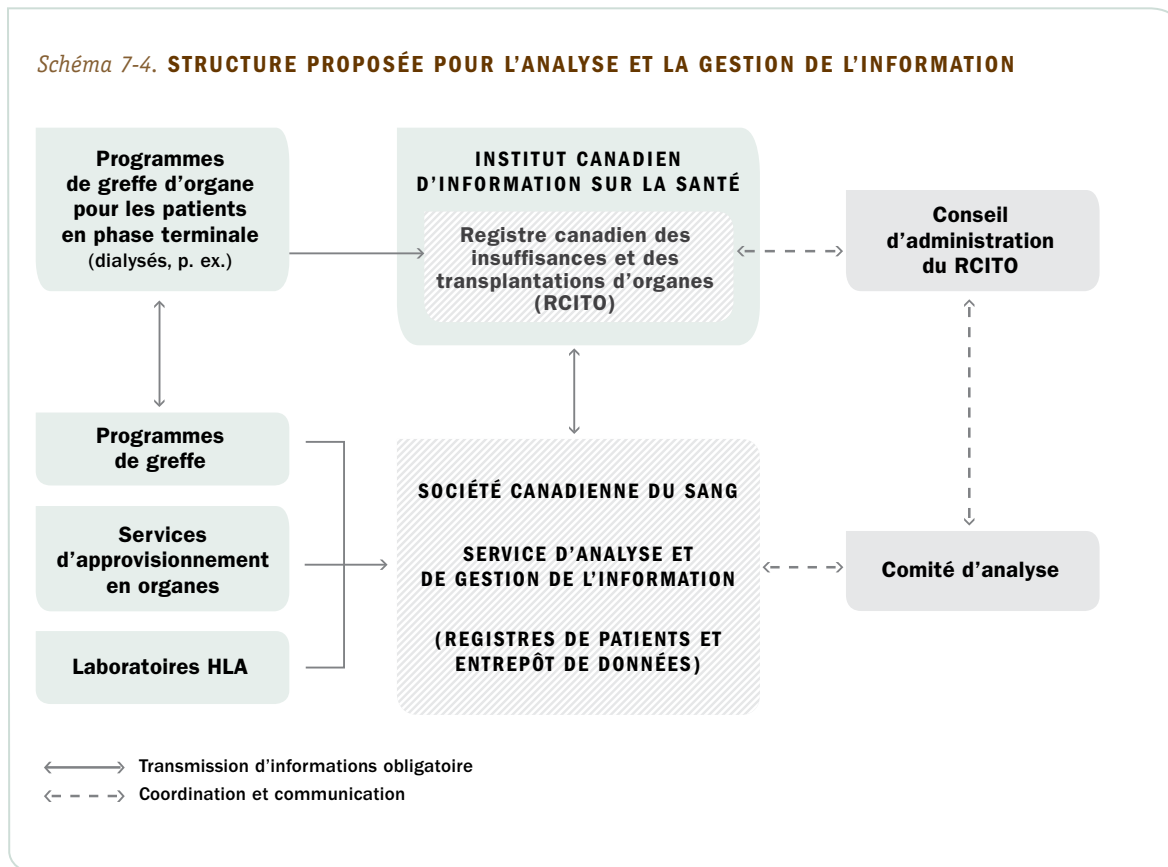 Schéma 7-4. STRUCTURE PROPOSÉE POUR L'ANALYSE ET LA GESTION DE L'INFORMATION
Programmes
de greffe d'organe
pour les patients
en phase terminale
(dialysés, p. ex.)
INSTITUT CANADIEN
D'INFORMATION SUR LA SANTÉ
Registre canadien des
insuffisances et des
transplantations d'organes
(RCITO)
Conseil
d'administration
du RCITO
Programmes
de greffe
Services
d'approvisionnement
en organes
Laboratoires HLA
SOCIÉTÉ CANADIENNE DU SANG
SERVICE D'ANALYSE ET
DE GESTION DE L'INFORMATION
(REGISTRES DE PATIENTS ET
ENTREPÔT DE DONNÉES)
Comité d'analyse
Transmission d'informations obligatoire
Coordination et communication